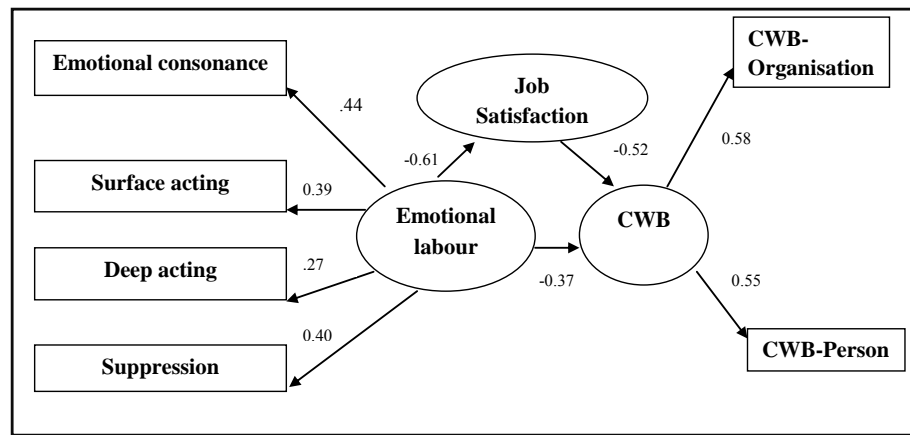 Emotional consonance
.44
Surface acting
0.39
Deep acting
.27
Suppression
0.40
Emotional
labour
-0.61
Job
Satisfaction
-0.52
-0.37
CWB
0.58
CWB-
Organisation
0.55
CWB-Person